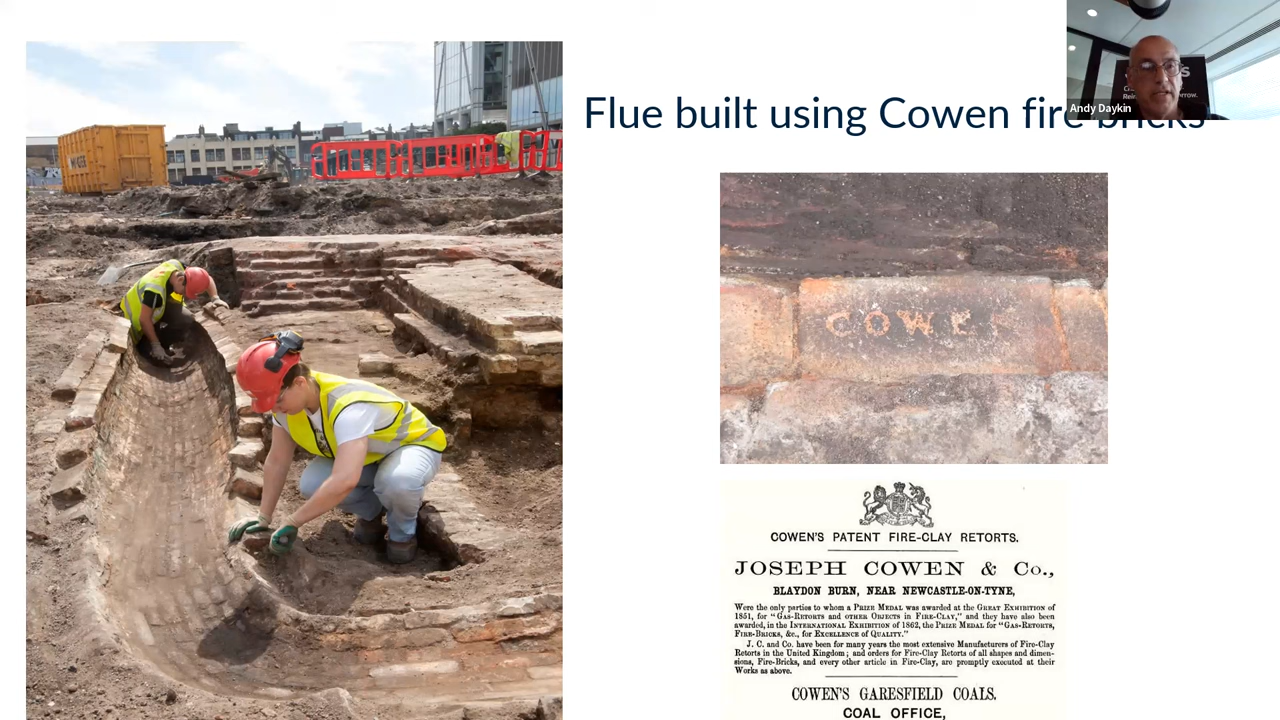 Flue built using Cowen fire bricks
Andy Daykin
COWE
COWEN'S PATENT FIRE-CLAY RETORTS.
JOSEPH COWEN & Co.,
BLAYDON BURN, NEAR NEWCASTLE-ON-TYNE,
Were the only parties to whom a PRIZE MEDAL was awarded at the GREAT EXHIBITION of
1851, for "GAS-RETORTS and OTHER OBJECTS in FIRE-CLAY," and they have also been
awarded, in the INTERNATIONAL EXHIBITION of 1862, the PRIZE MEDAL for "GAS-RETORTS,
FIRE-BRICKS, &c., for EXCELLENCE OF QUALITY."
J. C. and Co. have been for many years the most extensive Manufacturers of Fire-Clay
Retorts in the United Kingdom; and orders for Fire-Clay Retorts of all shapes and dimen-
sions, Fire-Bricks, and every other article in Fire-Clay, are promptly executed at their
Works as above.
COWEN'S GARESFIELD COALS.
COAL OFFICE,